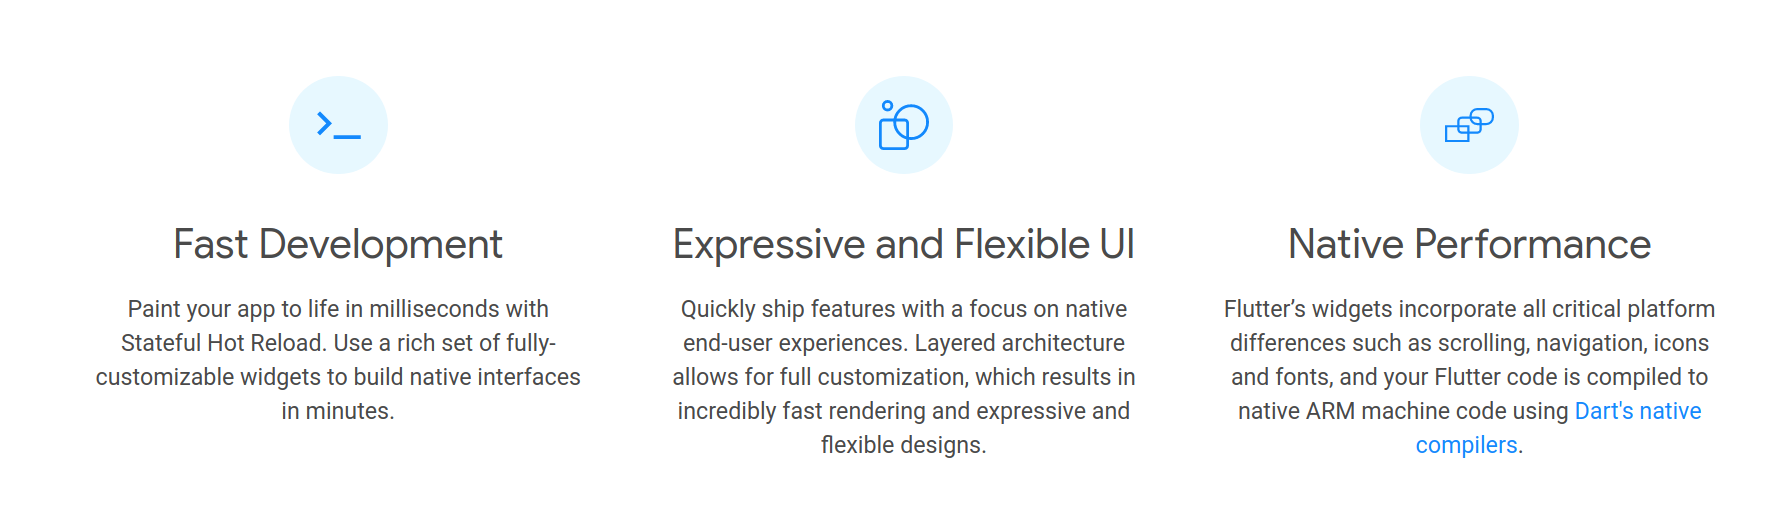 Fast Development
Paint your app to life in milliseconds with
Stateful Hot Reload. Use a rich set of fully-
customizable widgets to build native interfaces
in minutes.
Expressive and Flexible UI
Quickly ship features with a focus on native
end-user experiences. Layered architecture
allows for full customization, which results in
incredibly fast rendering and expressive and
flexible designs.
Native Performance
Flutter’s widgets incorporate all critical platform
differences such as scrolling, navigation, icons
and fonts, and your Flutter code is compiled to
native ARM machine code using Dart's native
compilers.